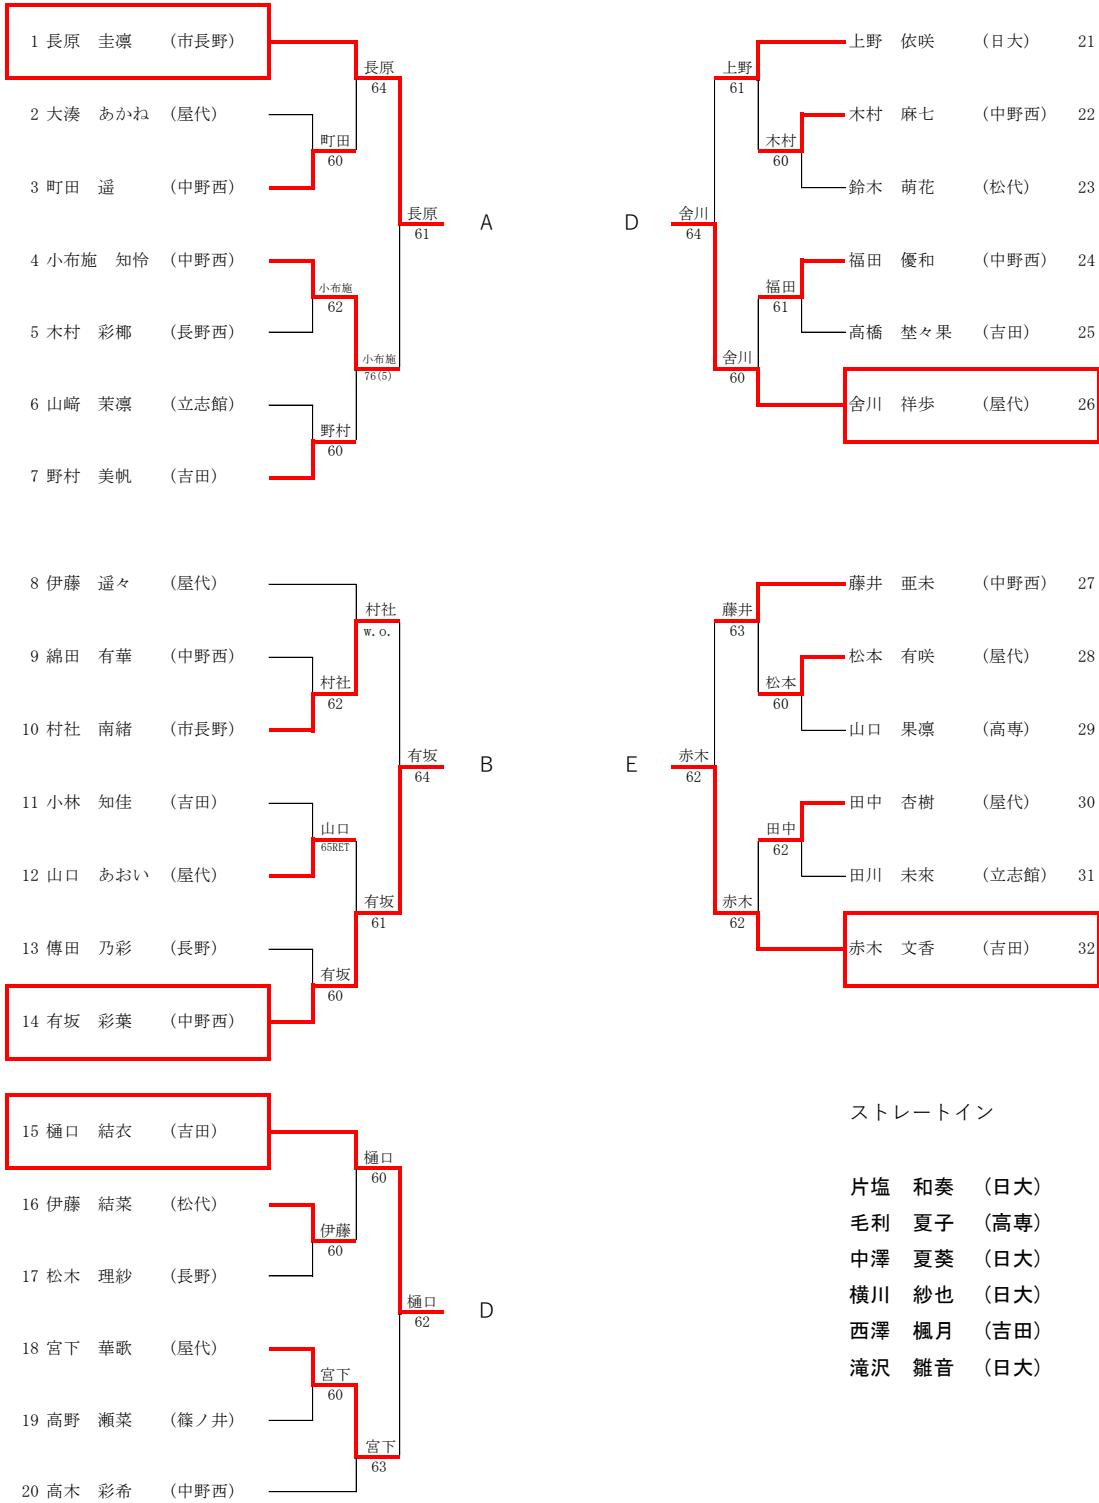 1 長原　圭凛　（市長野）
長原
64
2 大湊　あかね　（屋代）
町田
60
3 町田　遥　（中野西）
長原
61
A
4 小布施　知怜　（中野西）
小布施
62
5 木村　彩椰　（長野西）
小布施
76(5)
6 山﨑　茉凛　（立志館）
野村
60
7 野村　美帆　（吉田）
8 伊藤　遥々　（屋代）
村社
w.o.
9 綿田　有華　（中野西）
村社
62
10 村社　南緒　（市長野）
有坂
64
B
11 小林　知佳　（吉田）
山口
65RET
12 山口　あおい　（屋代）
有坂
61
13 傳田　乃彩　（長野）
有坂
60
14 有坂　彩葉　（中野西）
15 樋口　結衣　（吉田）
樋口
60
16 伊藤　結菜　（松代）
伊藤
60
17 松木　理紗　（長野）
樋口
62
D
18 宮下　華歌　（屋代）
宮下
60
19 高野　瀬菜　（篠ノ井）
宮下
63
20 高木　彩希　（中野西）
上野　依咲　（日大）　21
上野
61
木村　麻七　（中野西）　22
木村
60
鈴木　萌花　（松代）　23
D
舎川
64
福田　優和　（中野西）　24
福田
61
高橋　埜々果　（吉田）　25
舎川
60
舎川　祥歩　（屋代）　26
藤井　亜未　（中野西）　27
藤井
63
松本　有咲　（屋代）　28
松本
60
山口　果凛　（高専）　29
E
赤木
62
田中　杏樹　（屋代）　30
田中
62
田川　未來　（立志館）　31
赤木
62
赤木　文香　（吉田）　32
ストレートイン
片塩　和奏　（日大）
毛利　夏子　（高専）
中澤　夏葵　（日大）
横川　紗也　（日大）
西澤　楓月　（吉田）
滝沢　雛音　（日大）